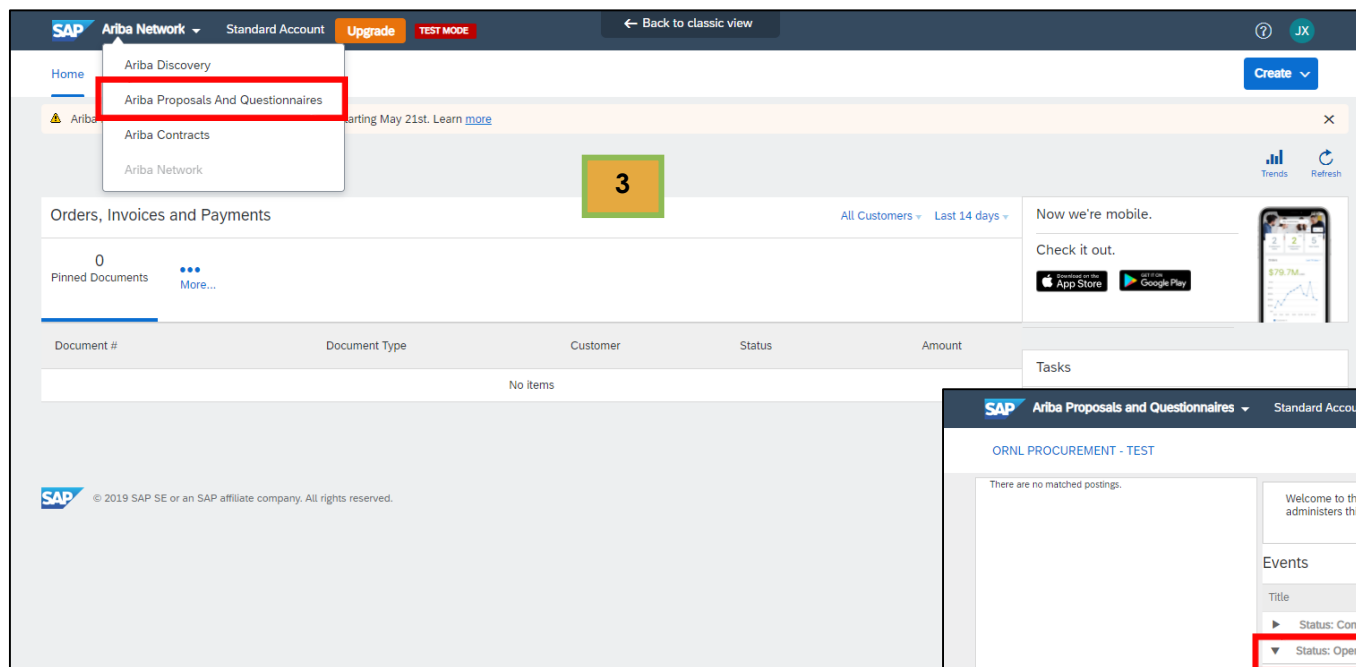 SAP Ariba Network Standard Account Upgrade TEST MODE ← Back to classic view ? JX
Ariba Discovery
Home Create
Ariba Proposals And Questionnaires
Ariba arting May 21st. Learn more
Ariba Contracts
Ariba Network
Trends Refresh
3
Orders, Invoices and Payments All Customers Last 14 days
Now we're mobile.
Check it out.
0
Pinned Documents
More...
Download on the App Store
GET IT ON Google Play
$79.7M...
Document # Document Type Customer Status Amount
No items
Tasks
SAP Ariba Proposals and Questionnaires Standard Accou
ORNL PROCUREMENT - TEST
There are no matched postings.
Welcome to th
administers thi
Events
Title
Status: Com
Status: Oper
SAP © 2019 SAP SE or an SAP affiliate company. All rights reserved.